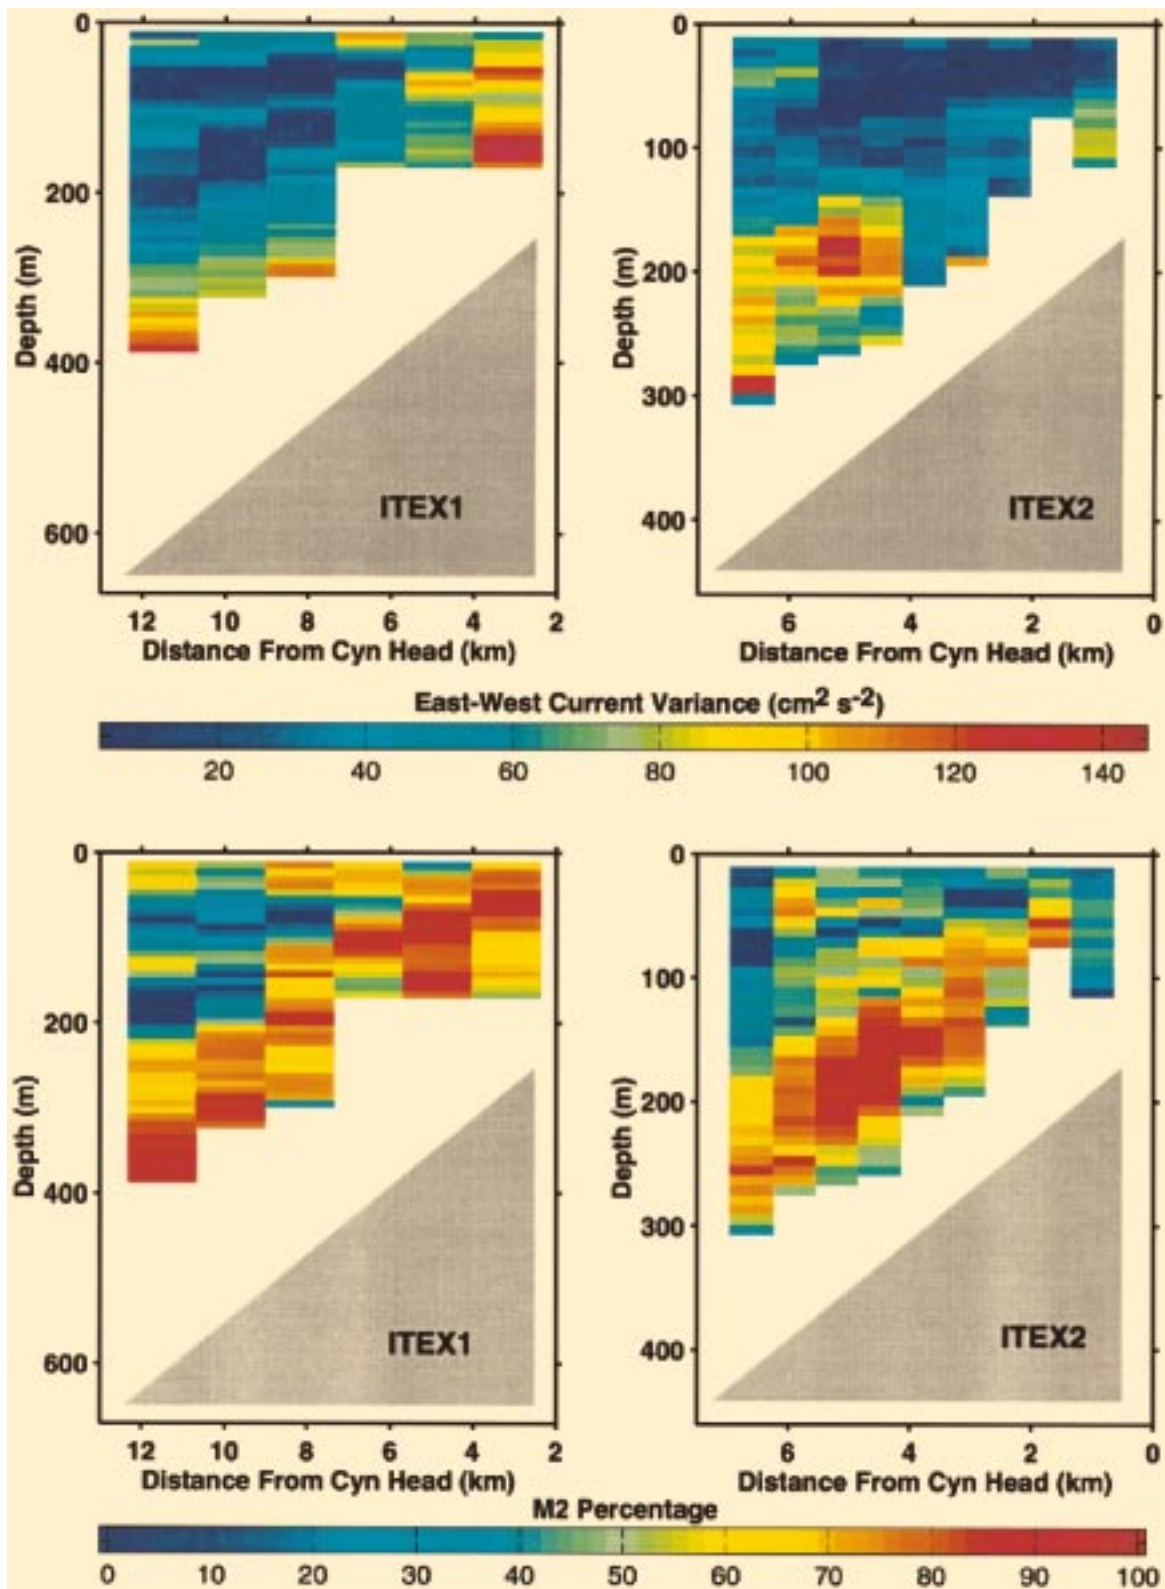 0
200
400
600
Depth (m)
ITEX1
12 10 8 6 4 2
Distance From Cyn Head (km)
0
100
200
300
400
Depth (m)
ITEX2
6 4 2 0
Distance From Cyn Head (km)
East-West Current Variance (cm² s⁻²)
20 40 60 80 100 120 140
0
200
400
600
Depth (m)
ITEX1
12 10 8 6 4 2
Distance From Cyn Head (km)
0
100
200
300
400
Depth (m)
ITEX2
6 4 2 0
Distance From Cyn Head (km)
M2 Percentage
0 10 20 30 40 50 60 70 80 90 100